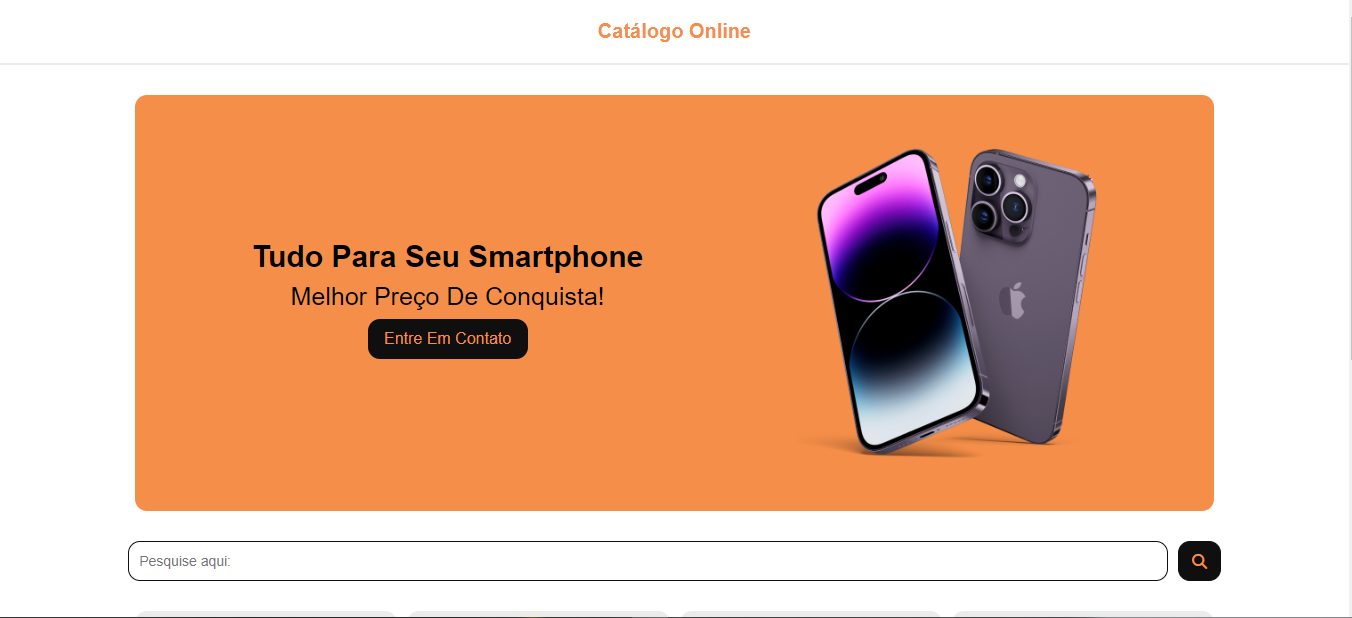 Catálogo Online
Tudo Para Seu Smartphone
Melhor Preço De Conquista!
Entre Em Contato
Pesquise aqui: